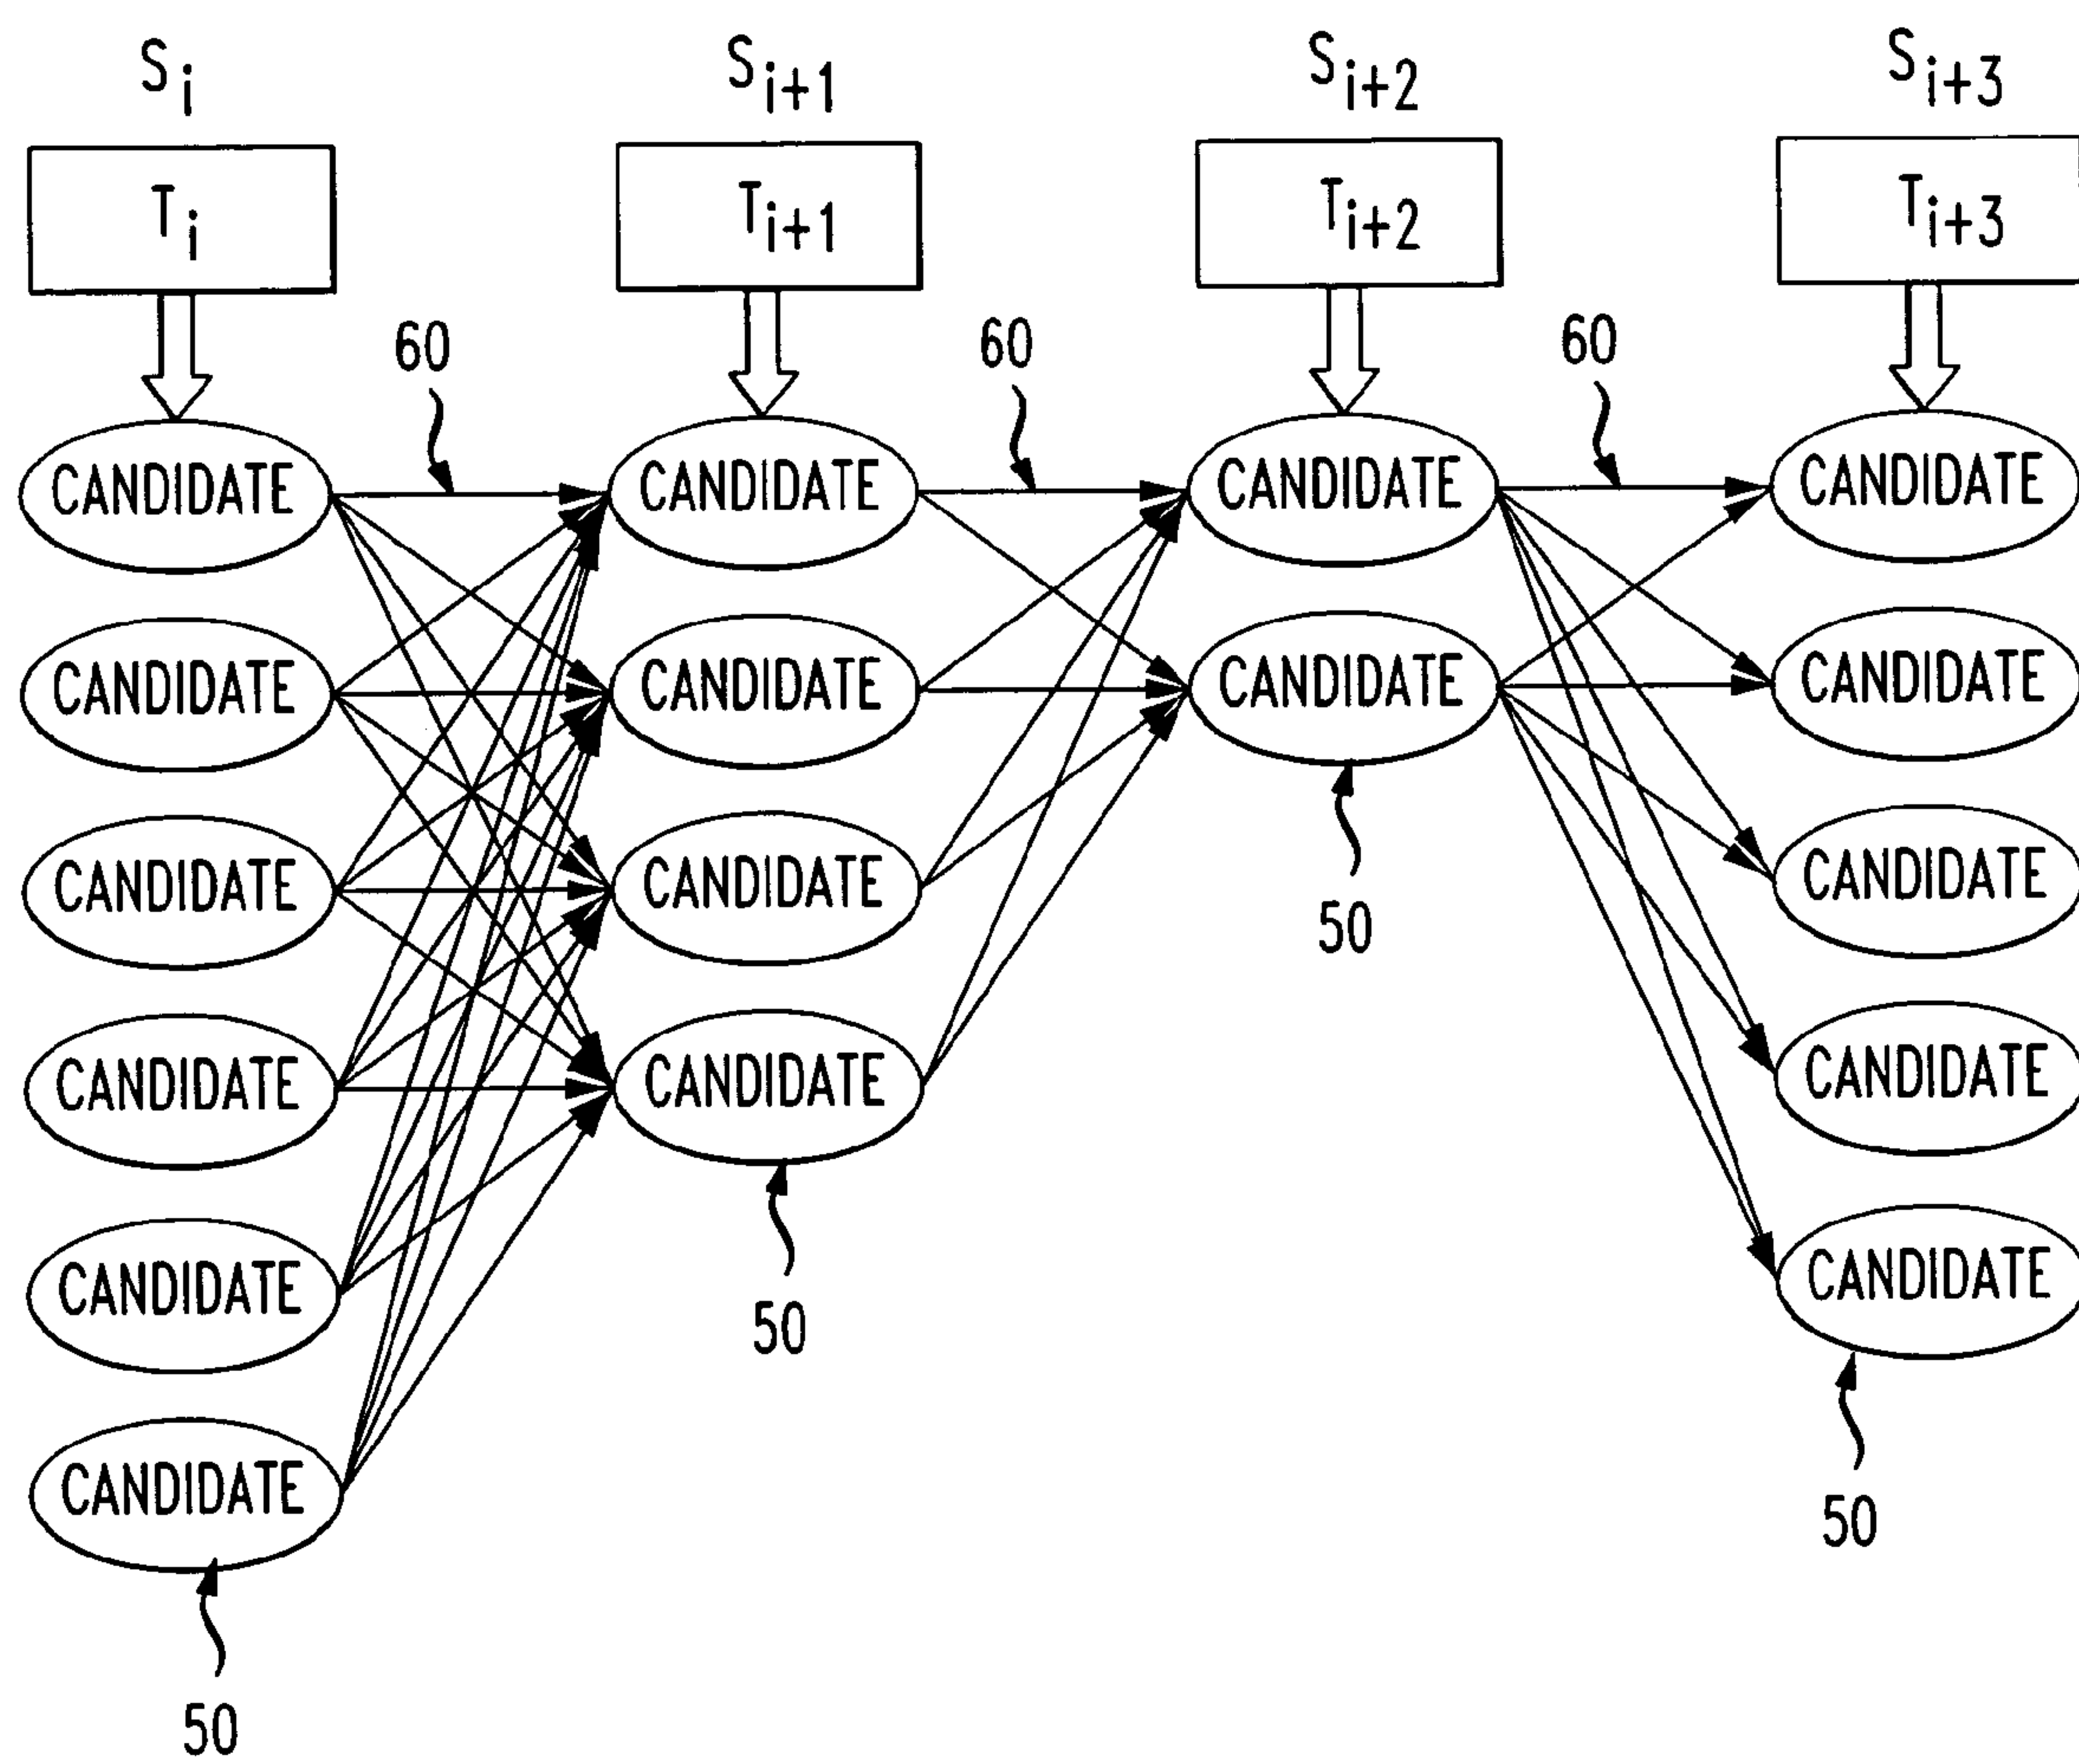 S_i S_{i+1} S_{i+2} S_{i+3}
T_i T_{i+1} T_{i+2} T_{i+3}
60 60 60
CANDIDATE CANDIDATE CANDIDATE CANDIDATE
CANDIDATE CANDIDATE CANDIDATE CANDIDATE
CANDIDATE CANDIDATE CANDIDATE
50
CANDIDATE CANDIDATE CANDIDATE
CANDIDATE CANDIDATE
50
CANDIDATE
50
50